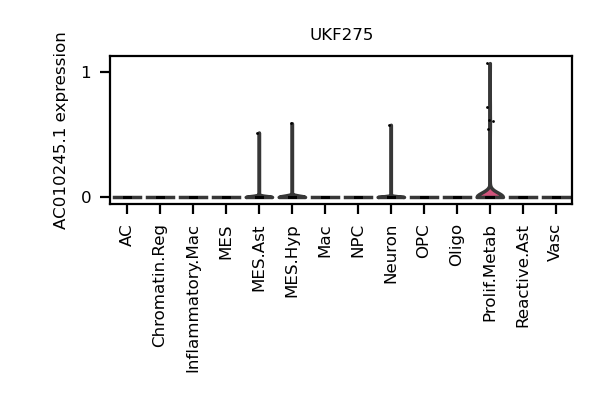 UKF275
AC010245.1 expression
1
0
AC
Chromatin.Reg
Inflammatory.Mac
MES
MES.Ast
MES.Hyp
Mac
NPC
Neuron
OPC
Oligo
Prolif.Metab
Reactive.Ast
Vasc